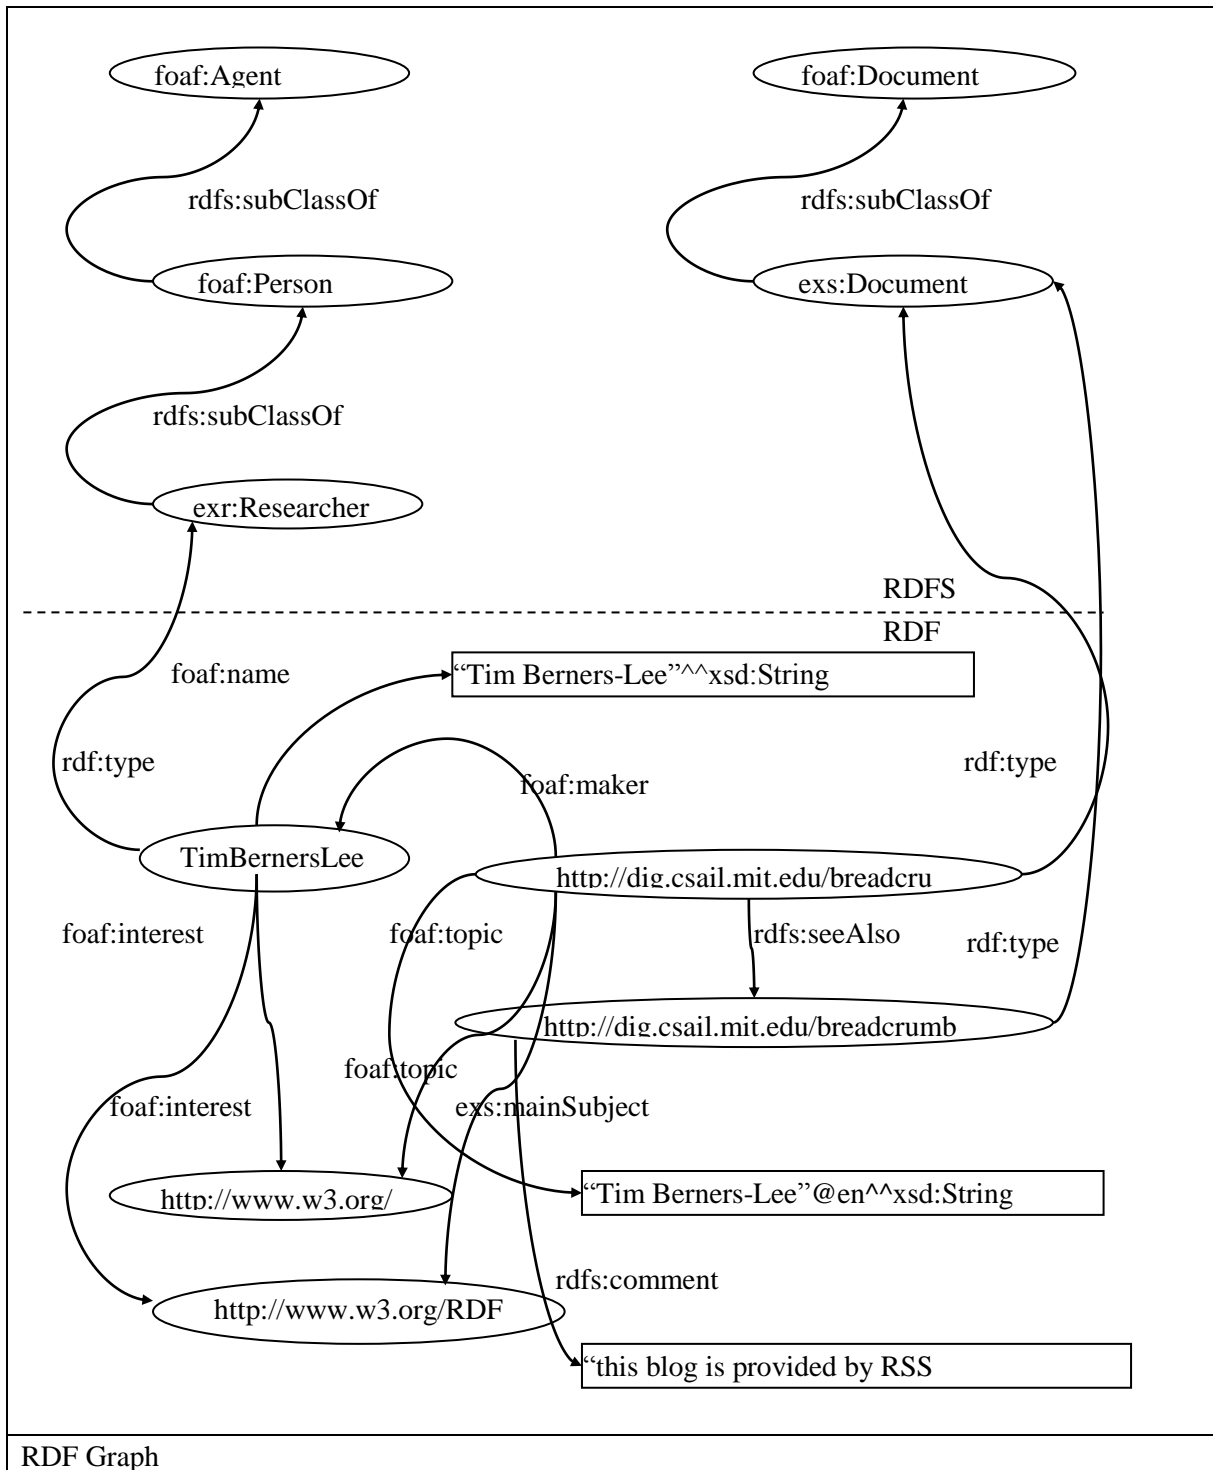 foaf:Agent
foaf:Document
rdfs:subClassOf
rdfs:subClassOf
foaf:Person
exs:Document
rdfs:subClassOf
exr:Researcher
RDFS
RDF
foaf:name
“Tim Berners-Lee”^^xsd:String
rdf:type
foaf:maker
rdf:type
TimBernersLee
http://dig.csail.mit.edu/breadcru
foaf:interest
foaf:topic
rdfs:seeAlso
rdf:type
http://dig.csail.mit.edu/breadcrumb
foaf:topic
foaf:interest
exs:mainSubject
http://www.w3.org/
“Tim Berners-Lee”@en^^xsd:String
rdfs:comment
http://www.w3.org/RDF
“this blog is provided by RSS
RDF Graph